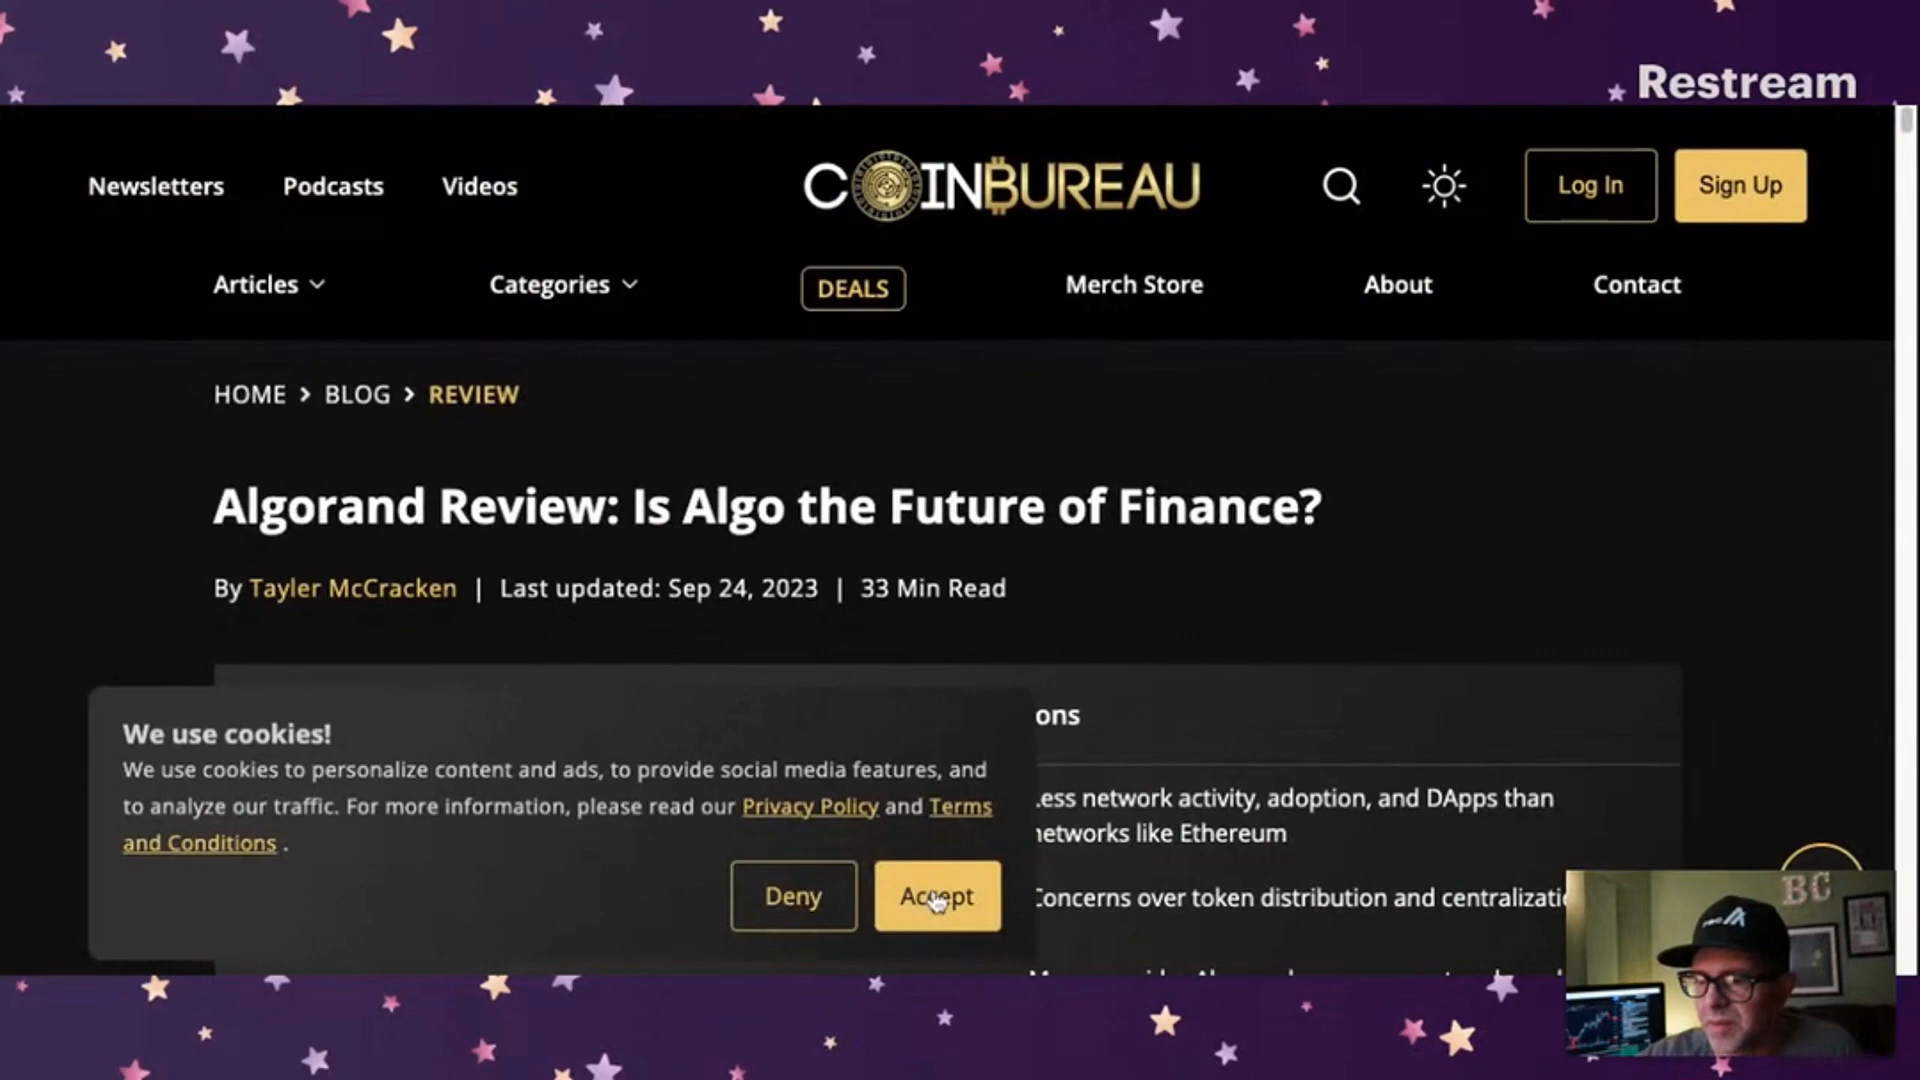 Restream
Newsletters
Podcasts
Videos
COINBUREAU
Log In
Sign Up
Articles
Categories
DEALS
Merch Store
About
Contact
HOME > BLOG > REVIEW
Algorand Review: Is Algo the Future of Finance?
By Tayler McCracken | Last updated: Sep 24, 2023 | 33 Min Read
We use cookies!
We use cookies to personalize content and ads, to provide social media features, and
to analyze our traffic. For more information, please read our Privacy Policy and Terms
and Conditions .
Deny
Accept
ons
Less network activity, adoption, and DApps than
networks like Ethereum
Concerns over token distribution and centralizati
BC